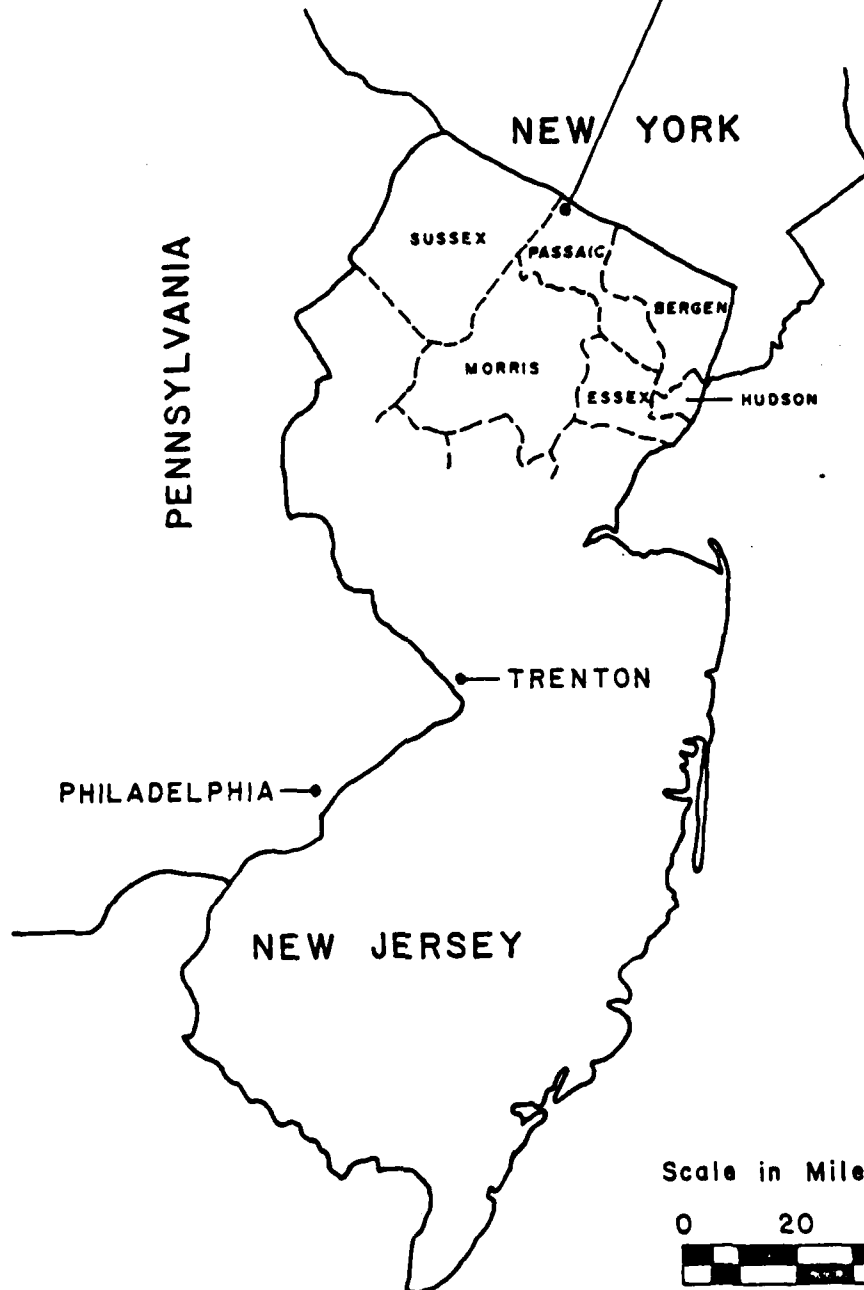 NEW YORK
SUSSEX
PASSAIC
PENNSYLVANIA
BERGEN
MORRIS
ESSEX
HUDSON
TRENTON
PHILADELPHIA
NEW JERSEY
Scale in Mile
0 20